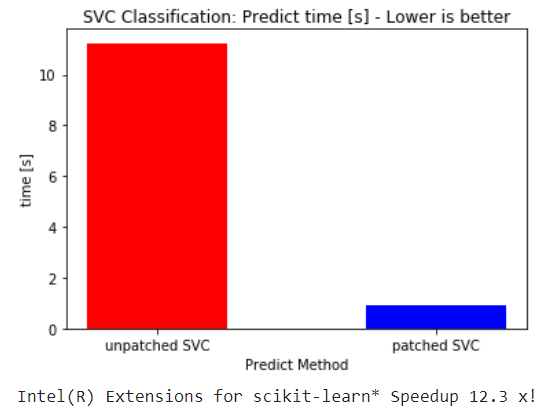 SVC Classification: Predict time [s] - Lower is better
time [s]
10
8
6
4
2
0
unpatched SVC
patched SVC
Predict Method
Intel(R) Extensions for scikit-learn* Speedup 12.3 x!